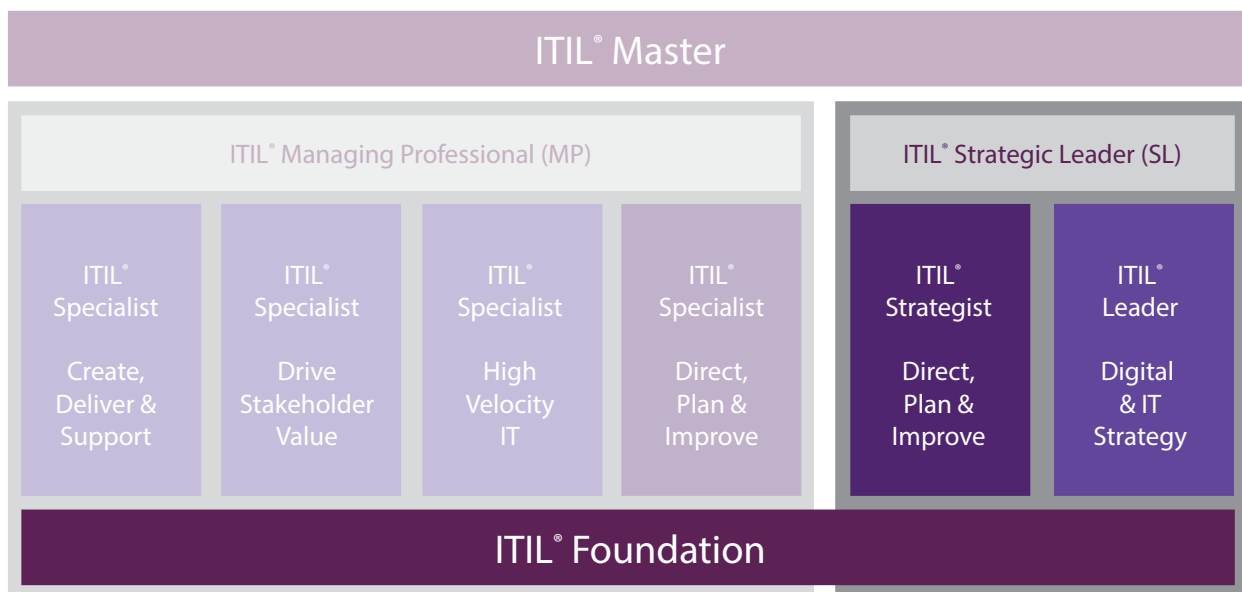 ITIL® Master
ITIL® Managing Professional (MP)
ITIL® Strategic Leader (SL)
ITIL®
Specialist
Create,
Deliver &
Support
ITIL®
Specialist
Drive
Stakeholder
Value
ITIL®
Specialist
High
Velocity
IT
ITIL®
Specialist
Direct,
Plan &
Improve
ITIL®
Strategist
Direct,
Plan &
Improve
ITIL®
Leader
Digital
& IT
Strategy
ITIL® Foundation